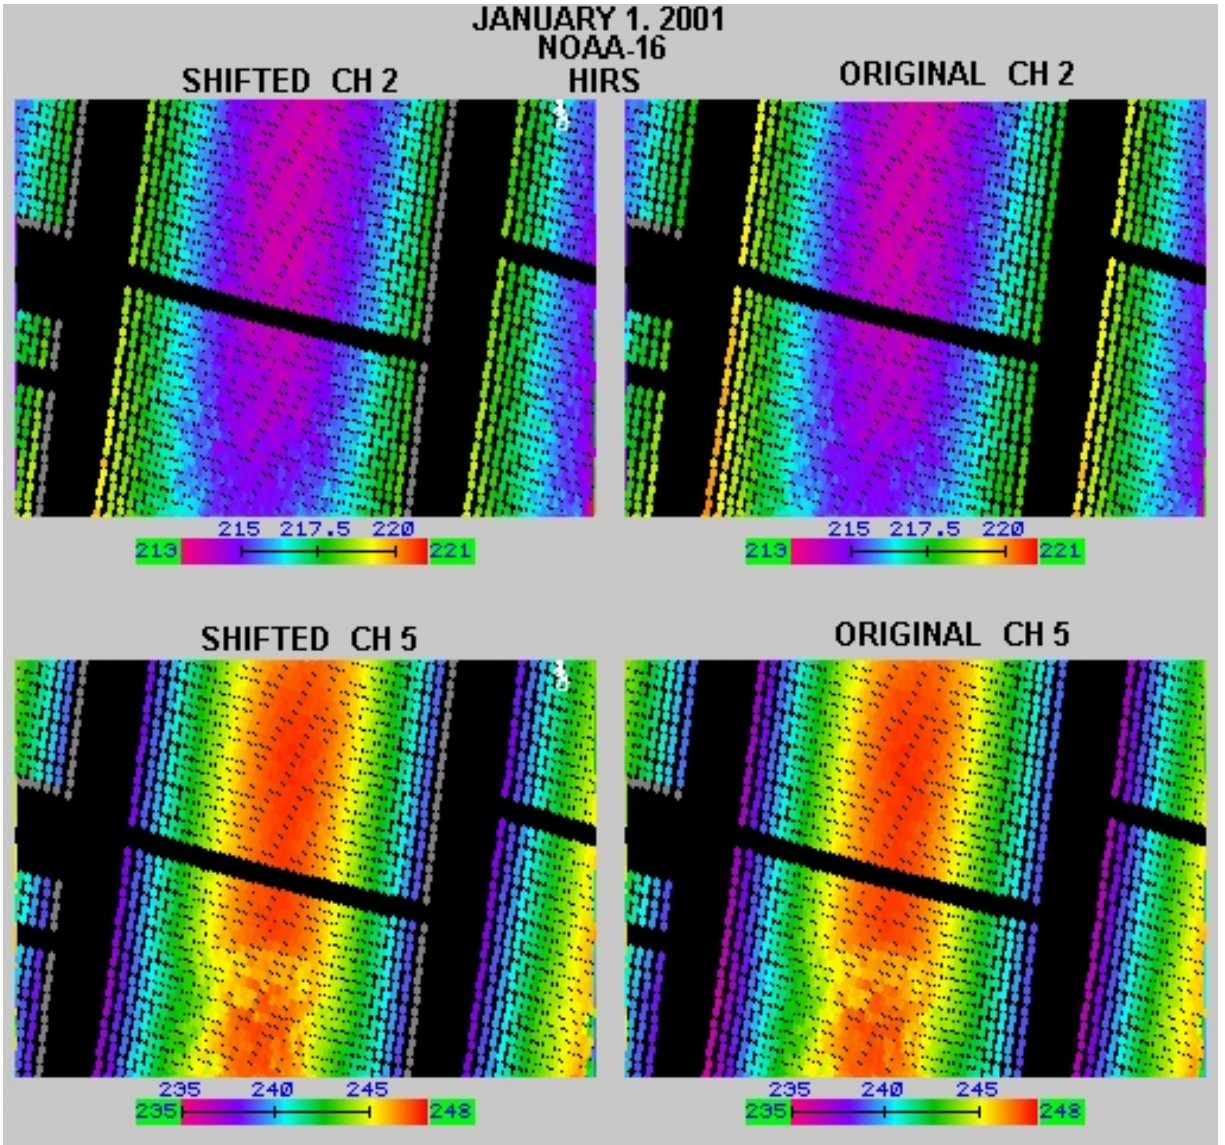 JANUARY 1. 2001
NOAA-16
HIRS
SHIFTED CH 2
ORIGINAL CH 2
215 217.5 220
213 221
215 217.5 220
213 221
SHIFTED CH 5
ORIGINAL CH 5
235 240 245
235 248
235 240 245
235 248